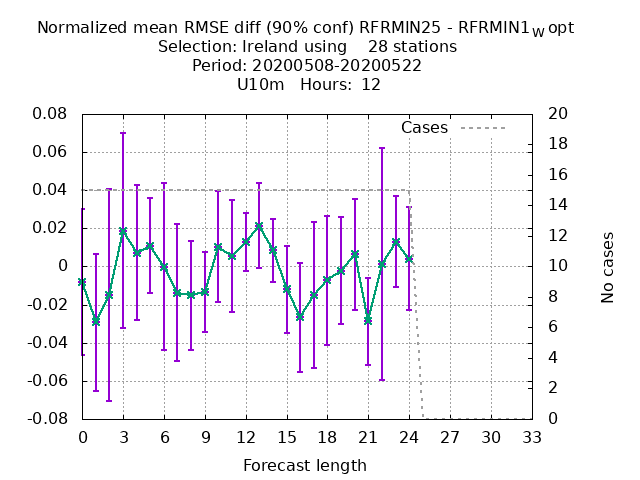 Normalized mean RMSE diff (90% conf) RFRMIN25 - RFRMIN1W opt
Selection: Ireland using 28 stations
Period: 20200508-20200522
U10m Hours: 12
Cases
0.08
0.06
0.04
0.02
0
-0.02
-0.04
-0.06
-0.08
20
18
16
14
12
10
8
6
4
2
0
No cases
0 3 6 9 12 15 18 21 24 27 30 33
Forecast length